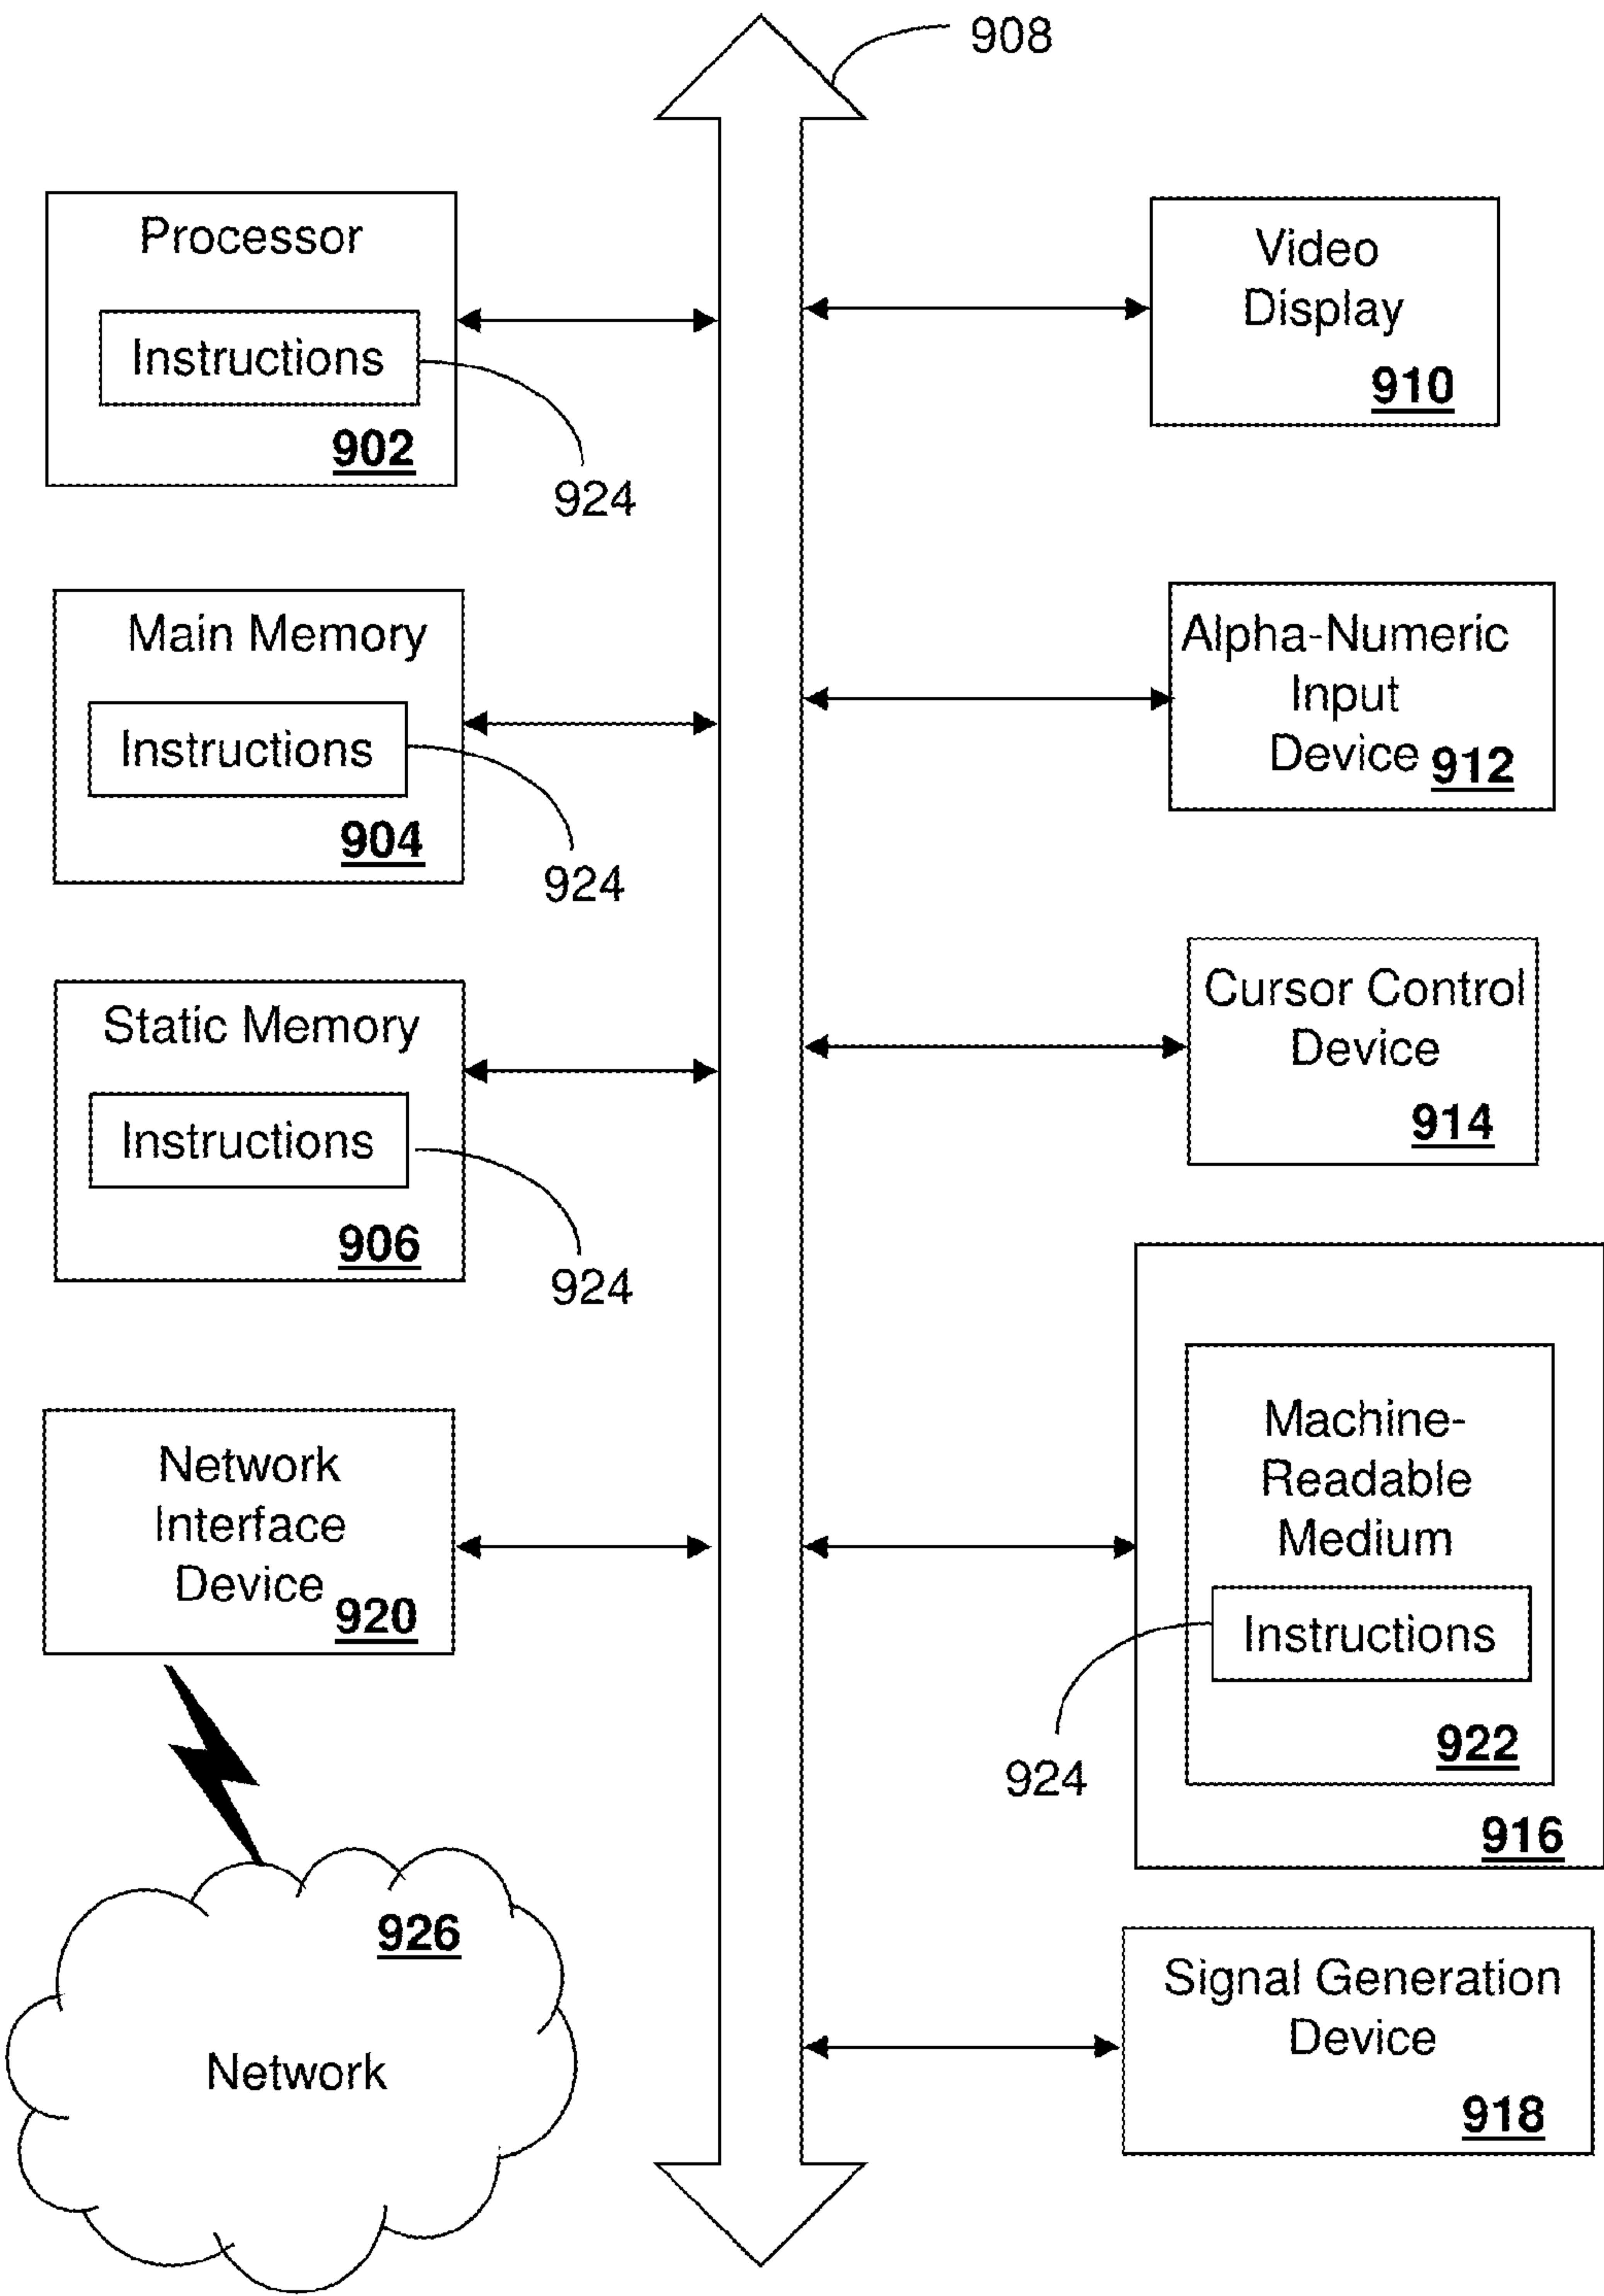 908
Processor
Instructions
902
924
Main Memory
Instructions
904
924
Static Memory
Instructions
906
924
Network
Interface
Device
920
926
Network
Video
Display
910
Alpha-Numeric
Input
Device
912
Cursor Control
Device
914
Machine-
Readable
Medium
Instructions
924
922
916
Signal Generation
Device
918